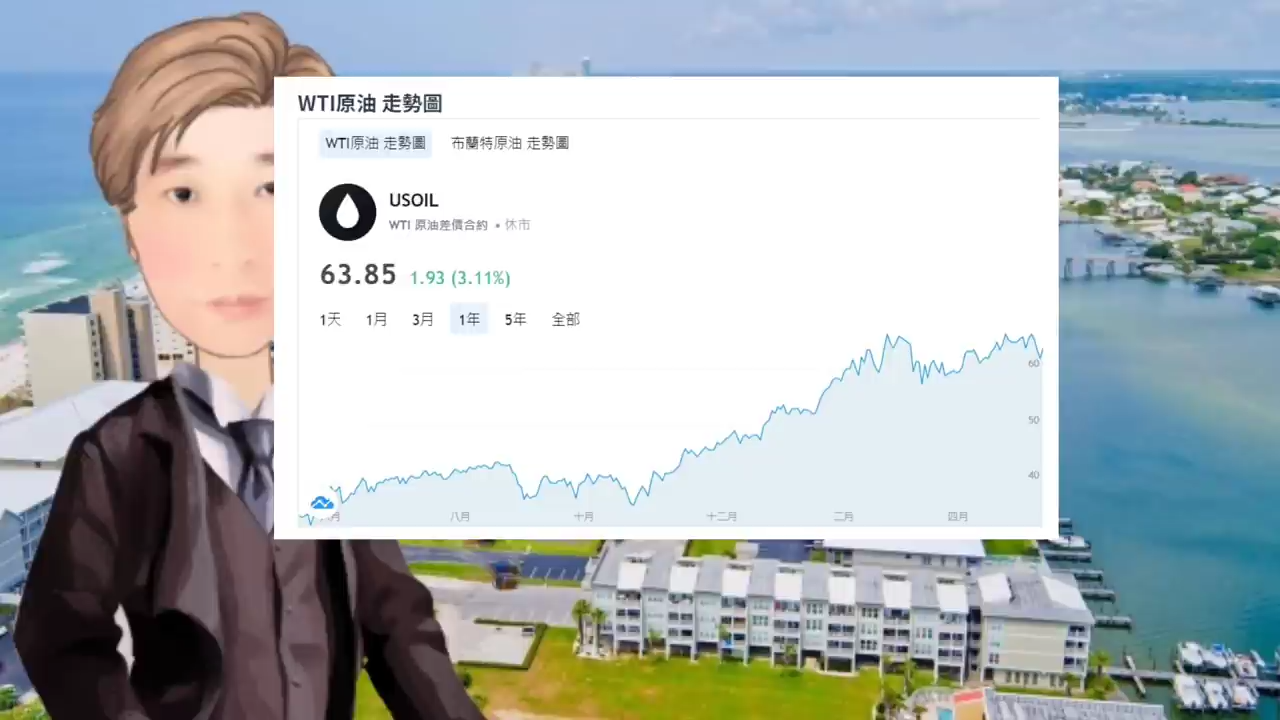 WTI原油 走勢圖
WTI原油 走勢圖 布蘭特原油 走勢圖
USOIL
WTI 原油差價合約 • 休市
63.85 1.93 (3.11%)
1天 1月 3月 1年 5年 全部
60
50
40
八月 十月 十二月 二月 四月